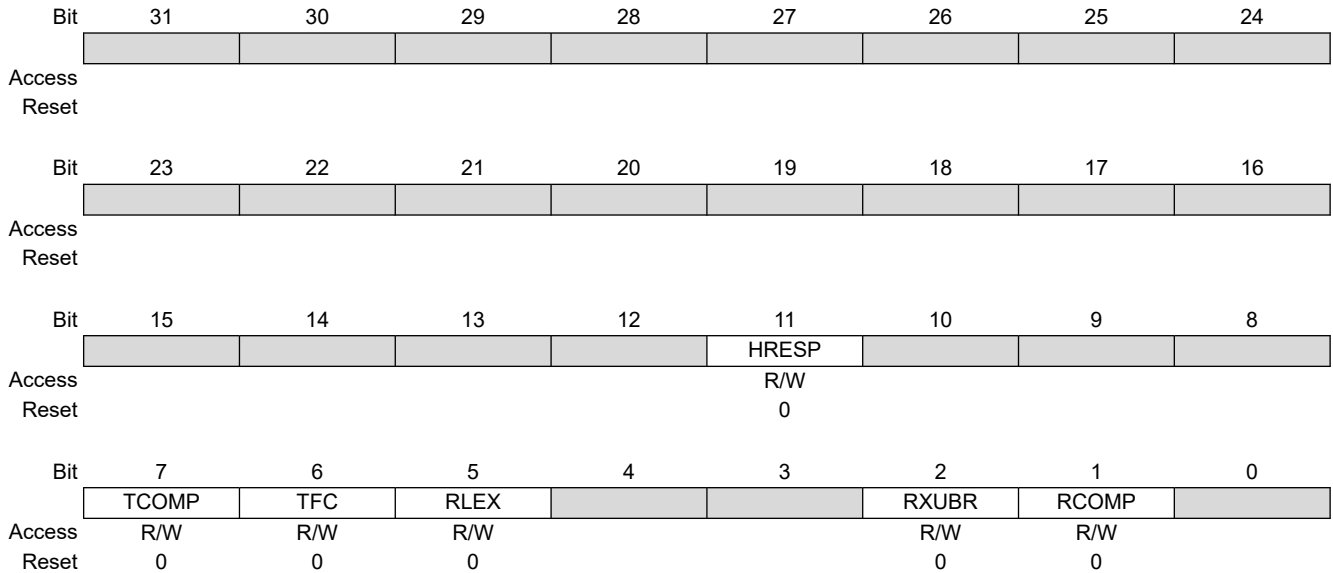 Bit 31 30 29 28 27 26 25 24
Access
Reset
Bit 23 22 21 20 19 18 17 16
Access
Reset
Bit 15 14 13 12 11 10 9 8
HRESP
Access R/W
Reset 0
Bit 7 6 5 4 3 2 1 0
TCOMP TFC RLEX RXUBR RCOMP
Access R/W R/W R/W R/W R/W
Reset 0 0 0 0 0